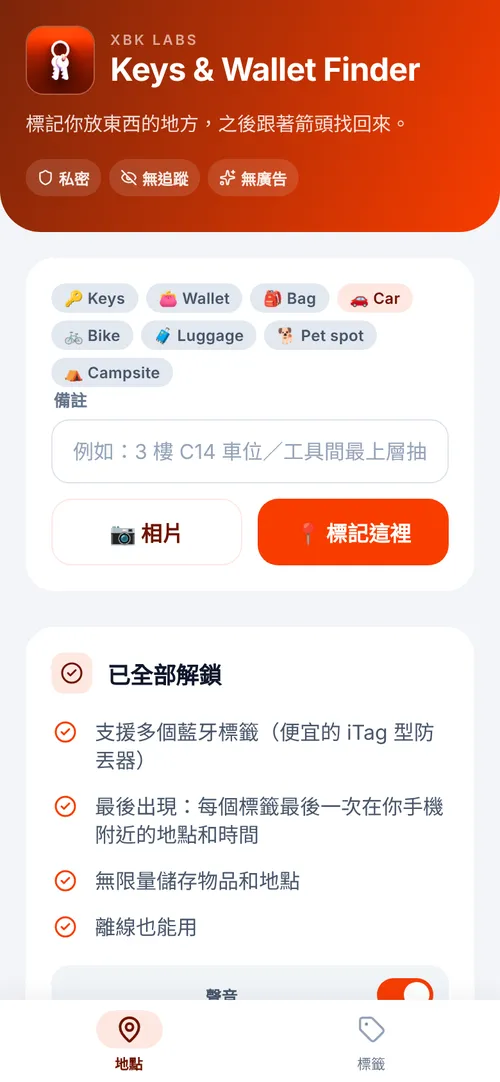 XBK LABS
Keys & Wallet Finder
標記你放東西的地方，之後跟著箭頭找回來。
私密
無追蹤
無廣告
Keys
Wallet
Bag
Car
Bike
Luggage
Pet spot
Campsite
備註
例如：3 樓 C14 車位／工具間最上層抽
相片
標記這裡
已全部解鎖
支援多個藍牙標籤（便宜的 iTag 型防
丟器）
最後出現：每個標籤最後一次在你手機
附近的地點和時間
無限量儲存物品和地點
離線也能用
聲音
地點
標籤